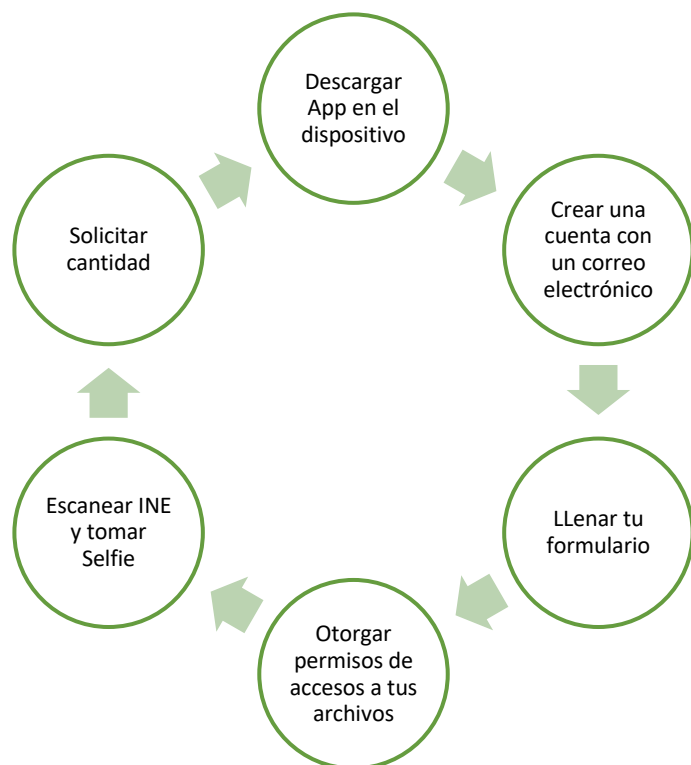 Descargar
App en el
dispositivo
Crear una
cuenta con
un correo
electrónico
LLenar tu
formulario
Otorgar
permisos de
accesos a tus
archivos
Escanear INE
y tomar
Selfie
Solicitar
cantidad